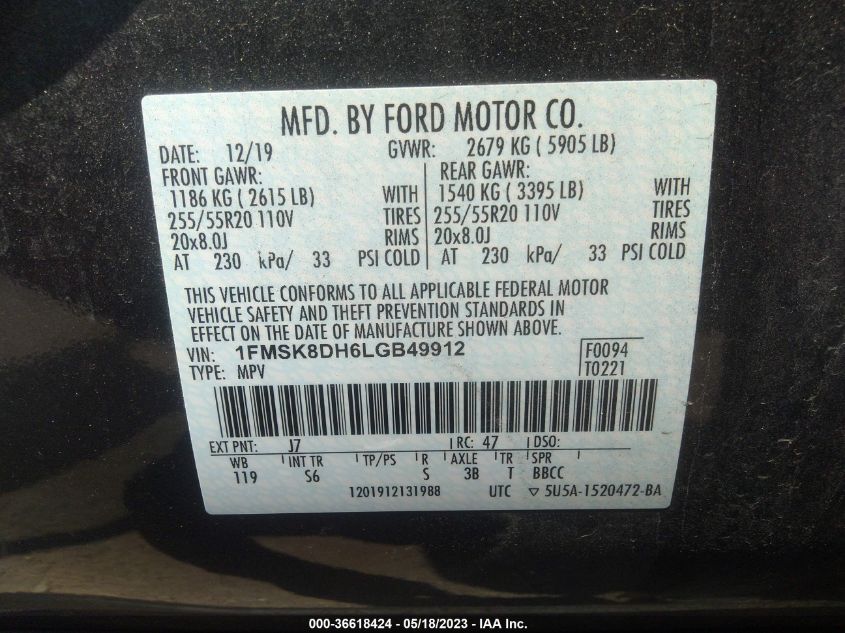 MFD. BY FORD MOTOR CO.
DATE: 12/19 GVWR: 2679 KG ( 5905 LB)
FRONT GAWR: REAR GAWR:
1186 KG ( 2615 LB) WITH 1540 KG ( 3395 LB) WITH
255/55R20 110V TIRES 255/55R20 110V TIRES
20x8.0J RIMS 20x8.0J RIMS
AT 230 kPa/ 33 PSI COLD AT 230 kPa/ 33 PSI COLD
THIS VEHICLE CONFORMS TO ALL APPLICABLE FEDERAL MOTOR
VEHICLE SAFETY AND THEFT PREVENTION STANDARDS IN
EFFECT ON THE DATE OF MANUFACTURE SHOWN ABOVE.
VIN: 1FMSK8DH6LGB49912 F0094
TYPE: MPV T0221
EXT PNT: J7 RC: 47 DSO:
WB INT TR TP/PS R AXLE TR SPR
119 S6 S 3B T BBCC
1201912131988 UTC ▽ 5U5A-1520472-BA
000-36618424 / 05/18/2023 - IAA Inc.